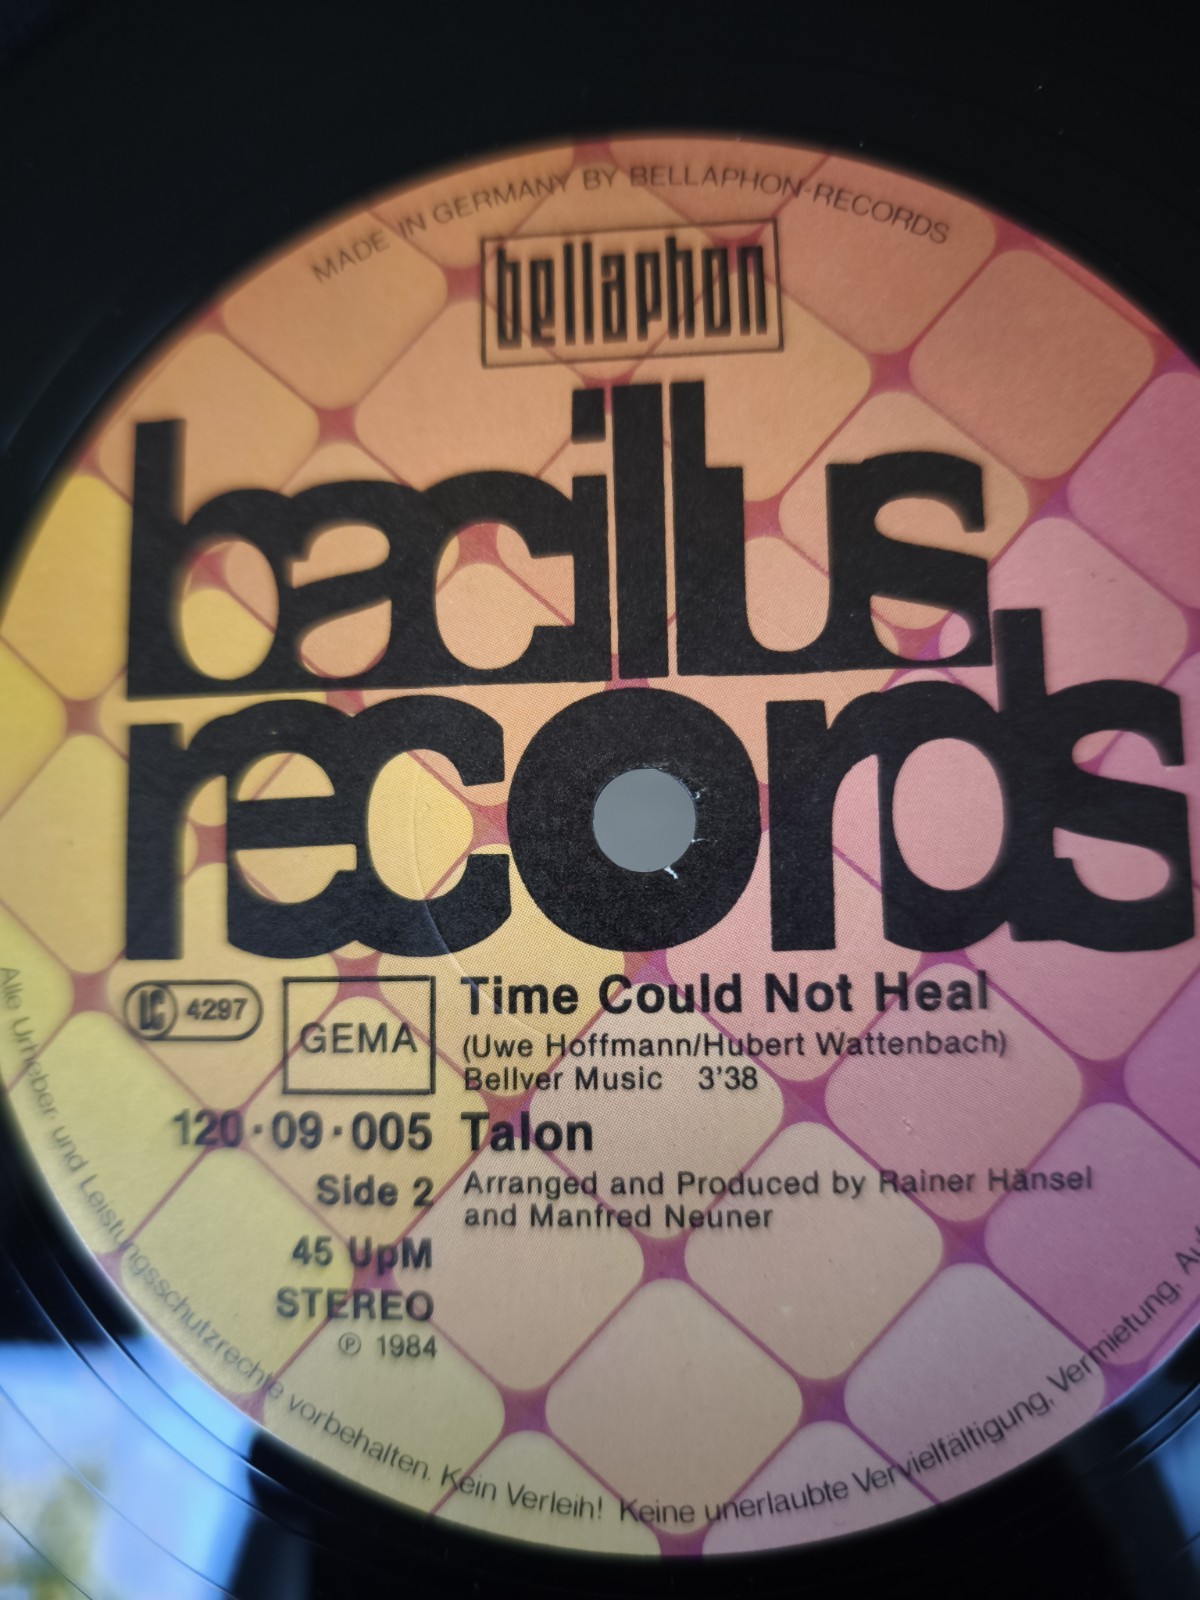 MADE IN GERMANY BY BELLAPHON-RECORDS
bellaphon
bacillus
records
LC 4297
GEMA
Time Could Not Heal
(Uwe Hoffmann/Hubert Wattenbach)
Bellver Music 3'38
120·09·005
Talon
Side 2
Arranged and Produced by Rainer Hänsel
and Manfred Neuner
45 UpM
STEREO
℗ 1984
Alle Urheber- und Leistungsschutzrechte vorbehalten. Kein Verleih! Keine unerlaubte Vervielfältigung, Vermietung,